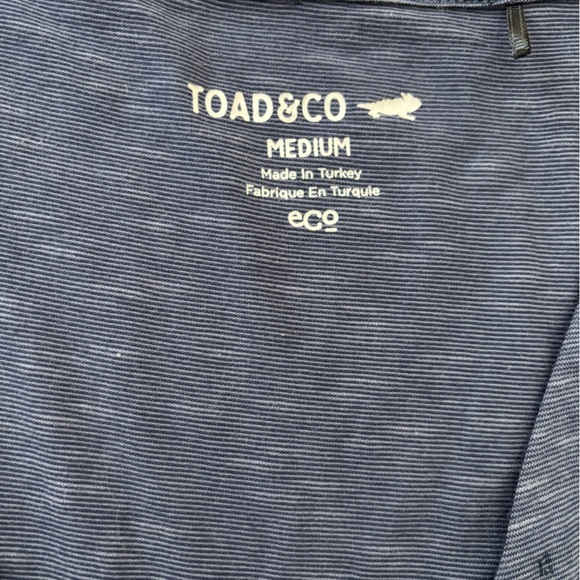 TOAD&CO
MEDIUM
Made In Turkey
Fabrique En Turquie
eco